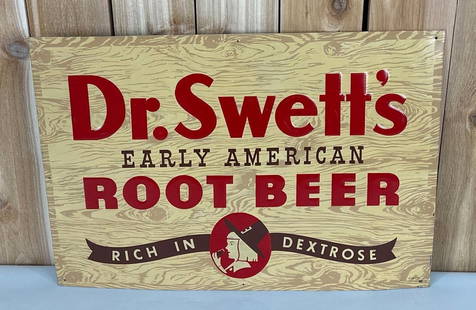 Dr. Swett's
EARLY AMERICAN
ROOT BEER
RICH IN DEXTROSE